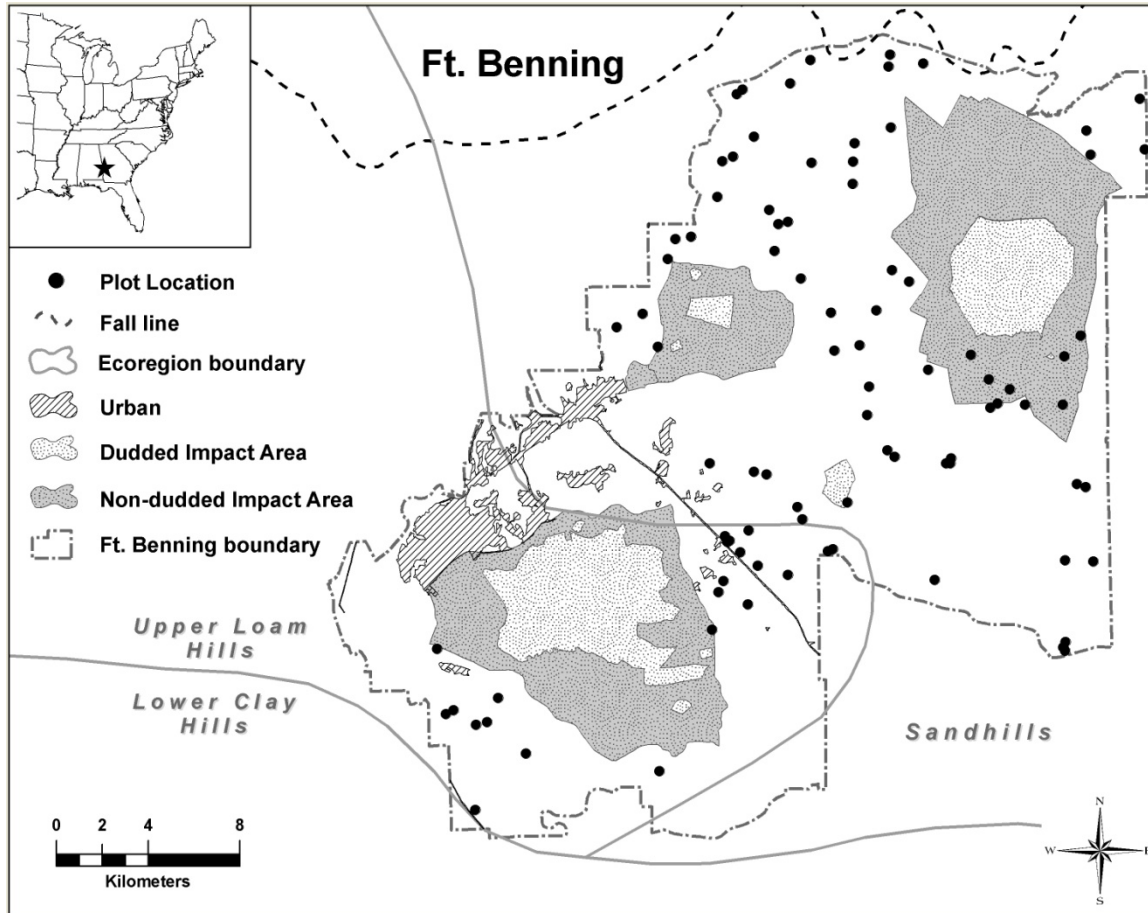 Ft. Benning
Plot Location
Fall line
Ecoregion boundary
Urban
Dudded Impact Area
Non-dudded Impact Area
Ft. Benning boundary
Upper Loam
Hills
Lower Clay
Hills
Sandhills
0 2 4 8
Kilometers
N
W E
S